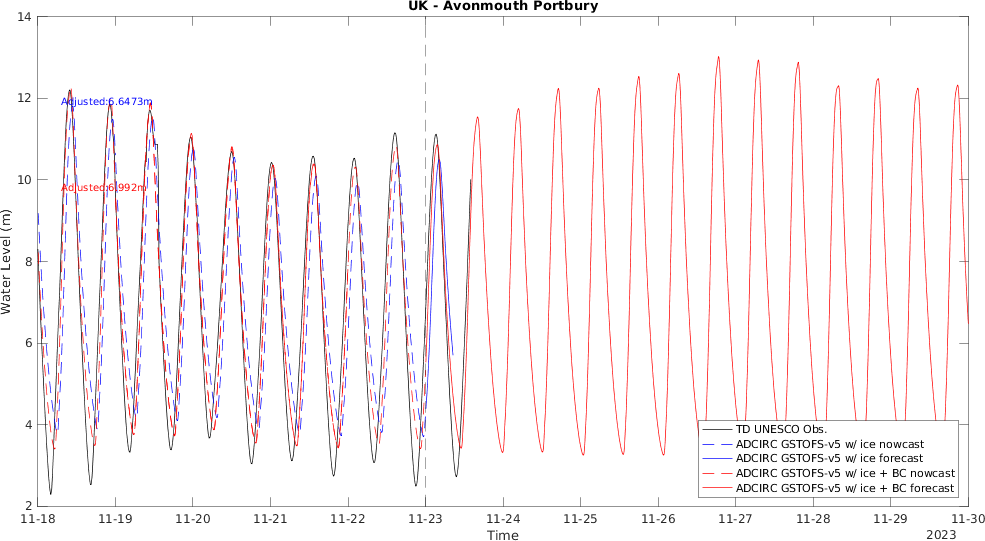 UK - Avonmouth Portbury
14
12
10
8
6
4
2
Water Level (m)
Adjusted:6.6473m
Adjusted:6.992m
TD UNESCO Obs.
ADCIRC GSTOFS-v5 w/ ice nowcast
ADCIRC GSTOFS-v5 w/ ice forecast
ADCIRC GSTOFS-v5 w/ ice + BC nowcast
ADCIRC GSTOFS-v5 w/ ice + BC forecast
11-18 11-19 11-20 11-21 11-22 11-23 11-24 11-25 11-26 11-27 11-28 11-29 11-30
Time
2023